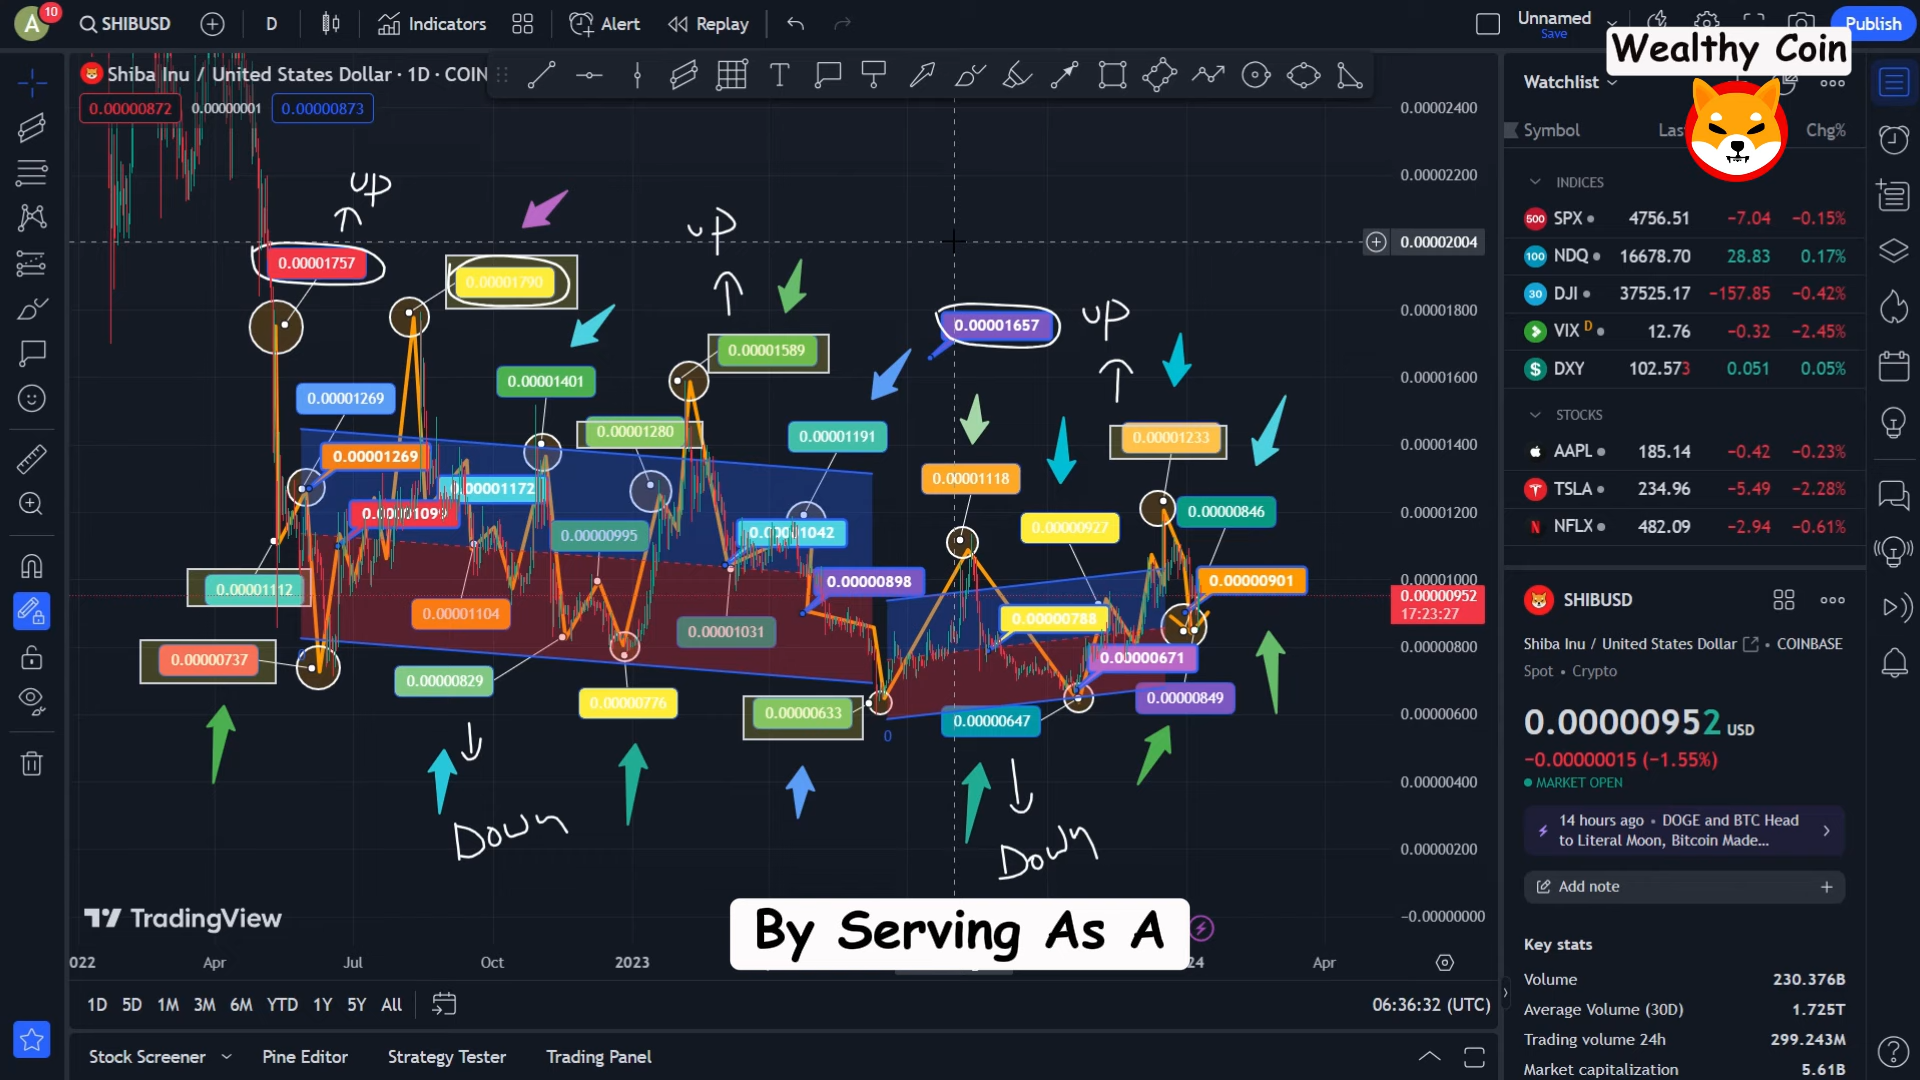 A
10
SHIBUSD
D
Indicators
Alert
Replay
Unnamed
Save
Publish
Wealthy Coin
Shiba Inu / United States Dollar · 1D · COIN
0.00000872
0.00000001
0.00000873
Watchlist
Symbol
Las
Chg%
INDICES
SPX 4756.51 −7.04 −0.15%
NDQ 16678.70 28.83 0.17%
DJI 37525.17 −157.85 −0.42%
VIX D 12.76 −0.32 −2.45%
DXY 102.573 0.051 0.05%
STOCKS
AAPL 185.14 −0.42 −0.23%
TSLA 234.96 −5.49 −2.28%
NFLX 482.09 −2.94 −0.61%
SHIBUSD
Shiba Inu / United States Dollar • COINBASE
Spot • Crypto
0.00000952 USD
−0.00000015 (−1.55%)
MARKET OPEN
14 hours ago • DOGE and BTC Head
to Literal Moon, Bitcoin Made...
Add note
Key stats
Volume 230.376B
Average Volume (30D) 1.725T
Trading volume 24h 299.243M
Market capitalization 5.61B
0.00002400
0.00002200
0.00002004
0.00001800
0.00001600
0.00001400
0.00001200
0.00001000
0.00000952
17:23:27
0.00000800
0.00000600
0.00000400
0.00000200
−0.00000000
up
0.00001757
0.00001790
up
0.00001589
0.00001657
up
0.00001401
0.00001269
0.00001280
0.00001191
0.00001233
0.00001269
0.00001172
0.00001099
0.00000995
0.00001042
0.00001118
0.00000927
0.00000846
0.00001112
0.00001104
0.00000898
0.00000901
0.00000788
0.00001031
0.00000737
0.00000829
0.00000776
0.00000633
0.00000671
0.00000849
0.00000647
0
0
Down
Down
TradingView
By Serving As A
022
Apr
Jul
Oct
2023
24
Apr
1D
5D
1M
3M
6M
YTD
1Y
5Y
All
06:36:32 (UTC)
Stock Screener
Pine Editor
Strategy Tester
Trading Panel